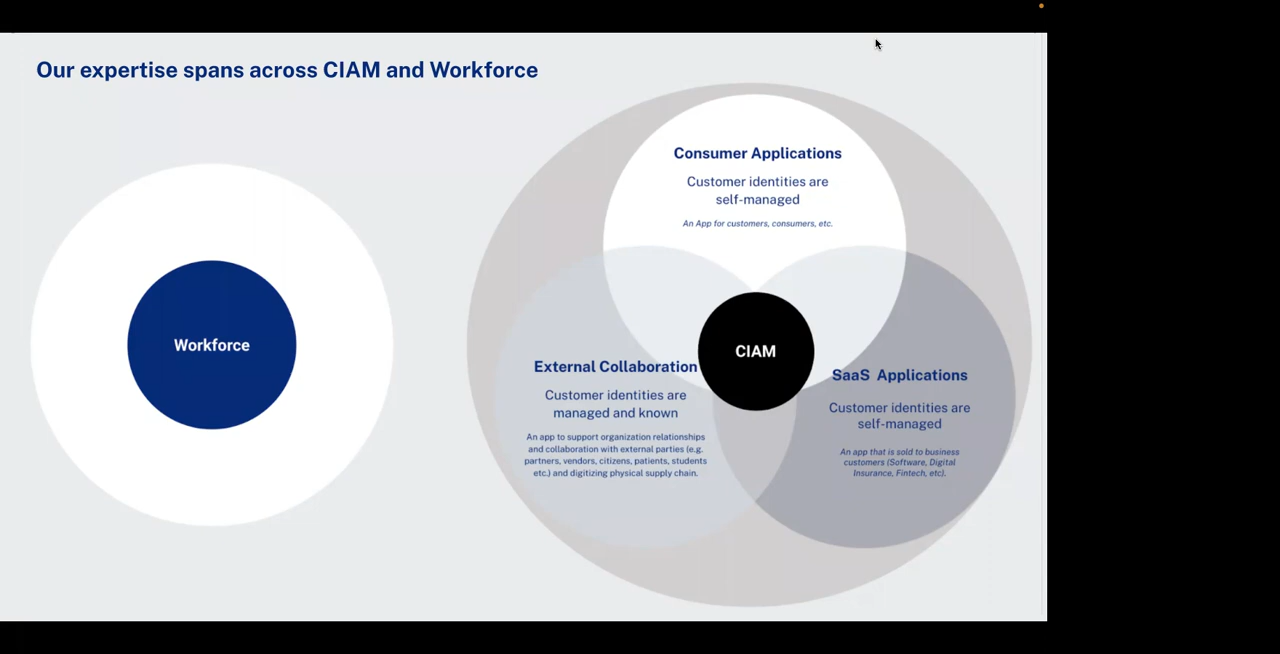 Our expertise spans across CIAM and Workforce
Workforce
Consumer Applications
Customer identities are
self-managed
An App for customers, consumers, etc.
CIAM
External Collaboration
Customer identities are
managed and known
An app to support organization relationships
and collaboration with external parties (e.g.
partners, vendors, citizens, patients, students
etc.) and digitizing physical supply chain.
SaaS Applications
Customer identities are
self-managed
An app that is sold to business
customers (Software, Digital
Insurance, Fintech, etc).